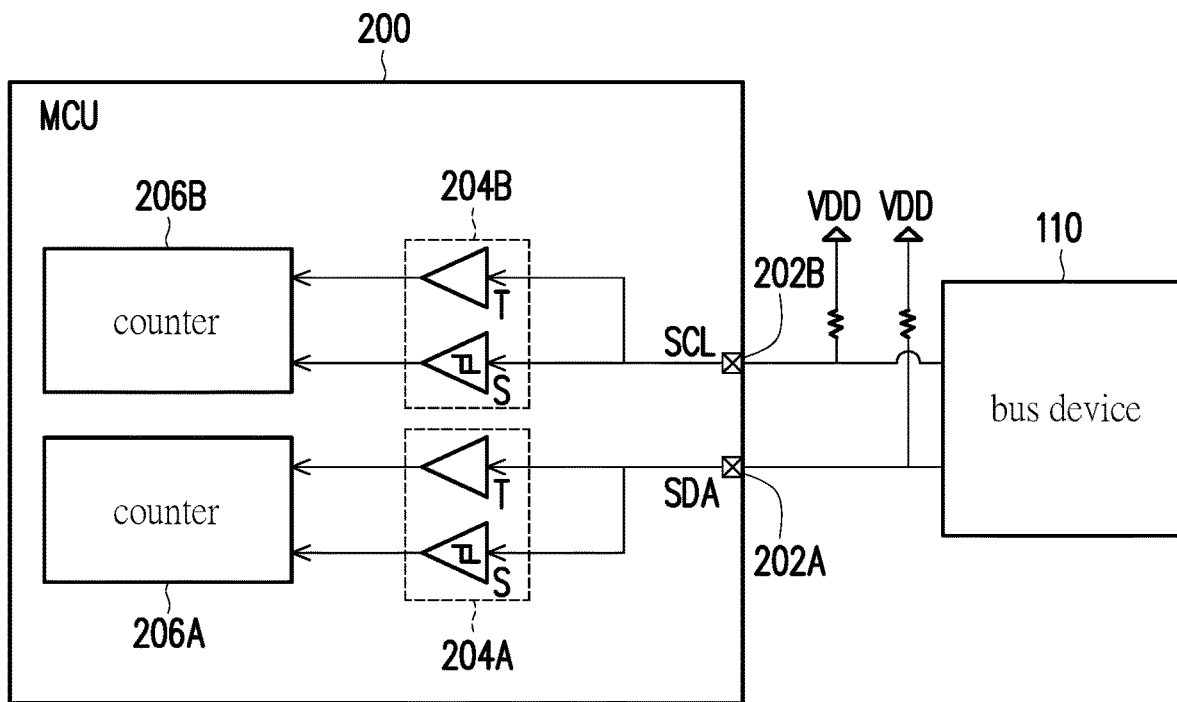 200
MCU
206B
204B
VDD VDD
110
202B
counter
T
SCL
S
bus device
counter
T
SDA
S
202A
206A
204A